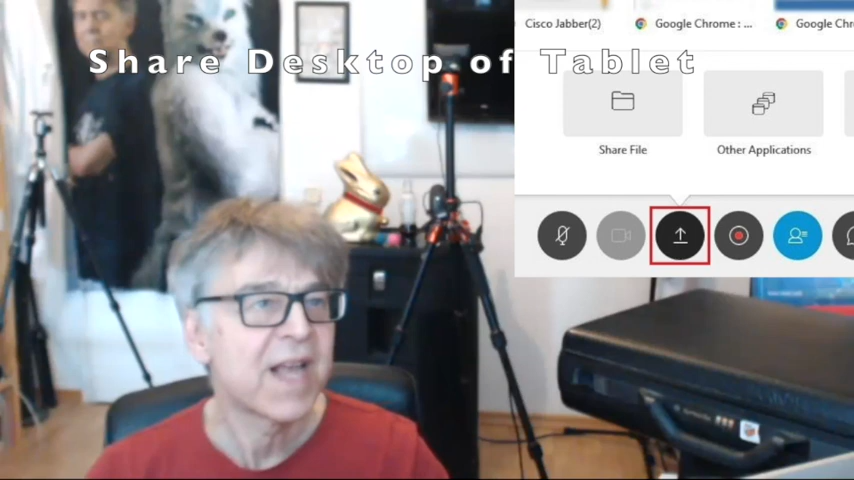 Cisco Jabber(2)
Google Chrome : ...
Google Chr
Share Desktop of Tablet
Share File
Other Applications